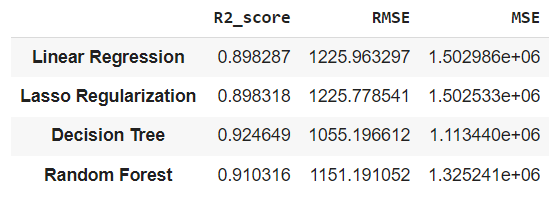 R2_score RMSE MSE
Linear Regression 0.898287 1225.963297 1.502986e+06
Lasso Regularization 0.898318 1225.778541 1.502533e+06
Decision Tree 0.924649 1055.196612 1.113440e+06
Random Forest 0.910316 1151.191052 1.325241e+06